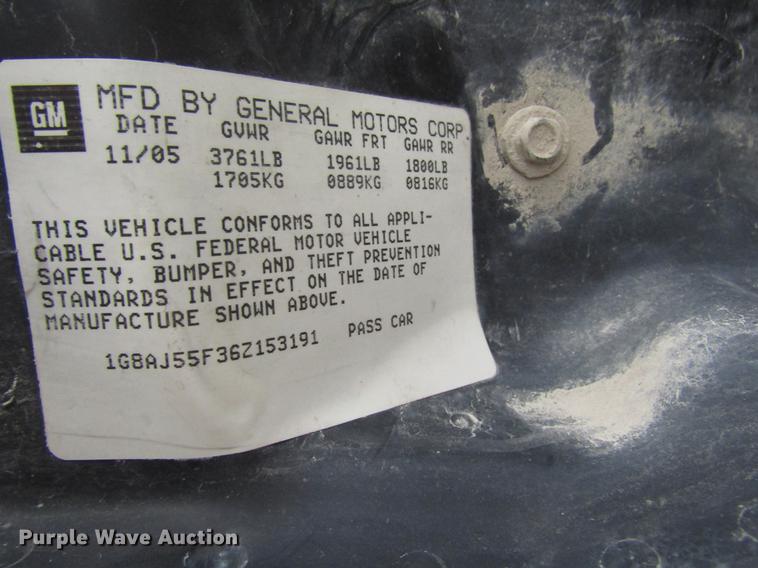 GM
MFD BY GENERAL MOTORS CORP
DATE GVWR GAWR FRT GAWR RR
11/05 3761LB 1961LB 1800LB
1705KG 0889KG 0816KG
THIS VEHICLE CONFORMS TO ALL APPLI-
CABLE U.S. FEDERAL MOTOR VEHICLE
SAFETY, BUMPER, AND THEFT PREVENTION
STANDARDS IN EFFECT ON THE DATE OF
MANUFACTURE SHOWN ABOVE.
1G8AJ55F36Z153191 PASS CAR
Purple Wave Auction